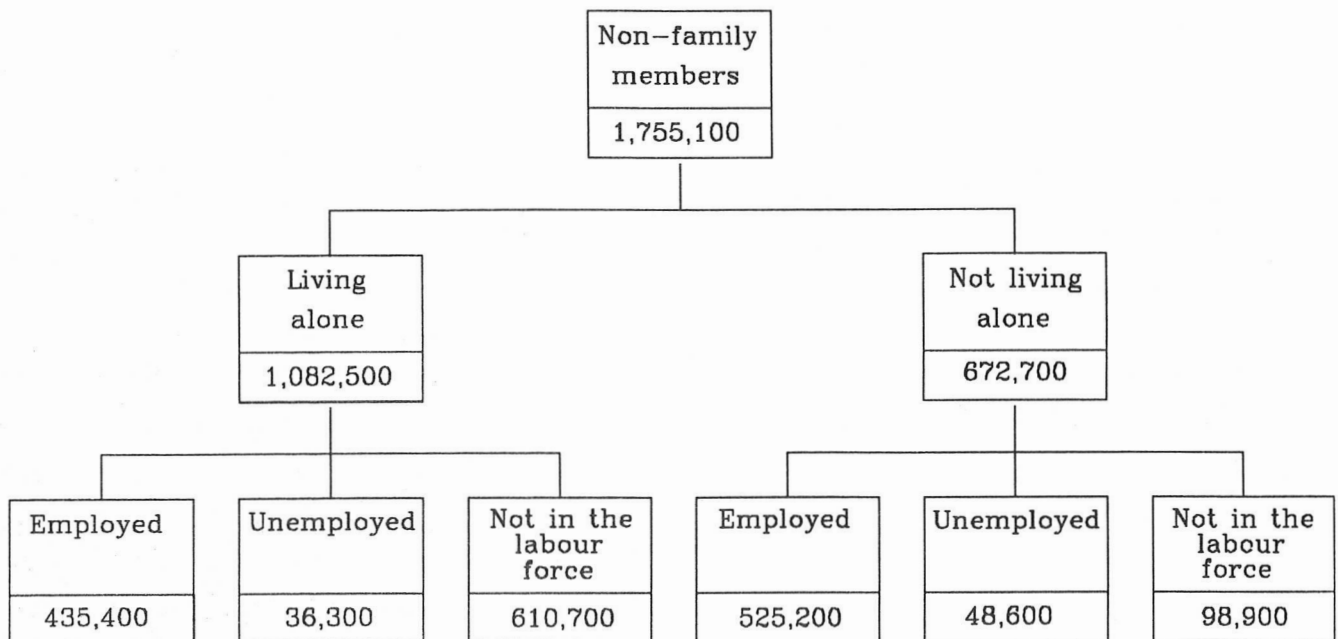 Non-family
members
1,755,100
Living
alone
1,082,500
Not living
alone
672,700
Employed
435,400
Unemployed
36,300
Not in the
labour
force
610,700
Employed
525,200
Unemployed
48,600
Not in the
labour
force
98,900